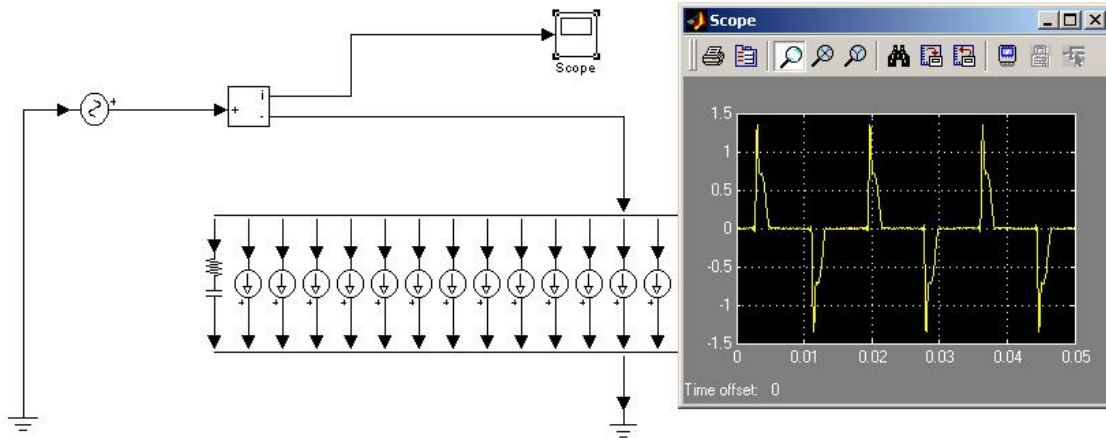 Scope
Scope
i
+
+
-
+ + + + + + + + + + + + +
1.5
1
0.5
0
-0.5
-1
-1.5
0 0.01 0.02 0.03 0.04 0.05
Time offset: 0